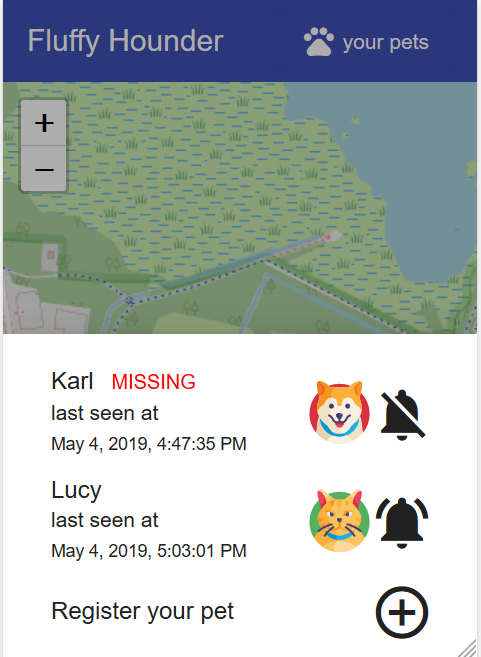 Fluffy Hounder
your pets
+
−
Karl MISSING
last seen at
May 4, 2019, 4:47:35 PM
Lucy
last seen at
May 4, 2019, 5:03:01 PM
Register your pet